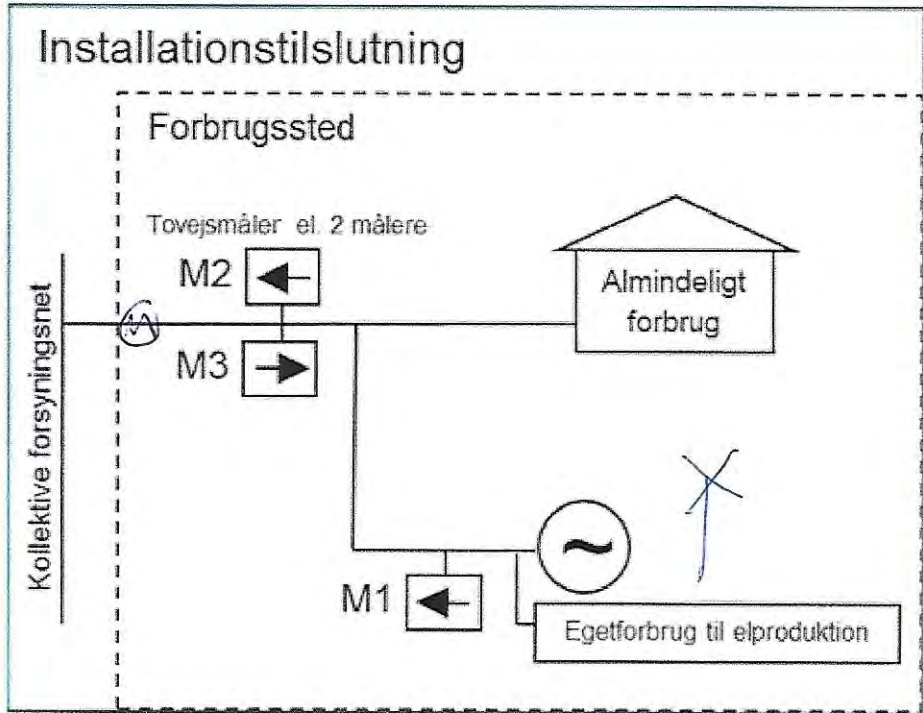 Installationstilslutning
Forbrugssted
Tovejsmåler el. 2 målere
M2
M3
Almindeligt
forbrug
Kollektive forsyningsnet
M1
~
Egetforbrug til elproduktion